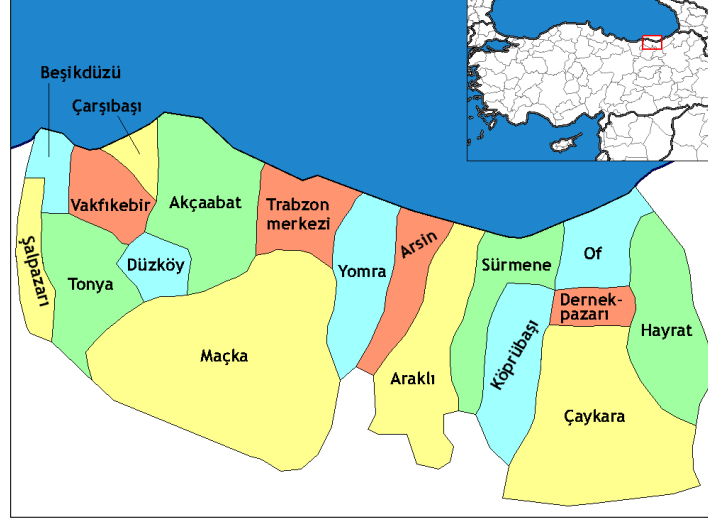 Beşikdüzü
Çarşıbaşı
Vakfıkebir
Akçaabat
Trabzon
merkezi
Arsin
Şalpazarı
Tonya
Düzköy
Yomra
Sürmene
Of
Dernek-
pazarı
Hayrat
Maçka
Araklı
Köprübaşı
Çaykara